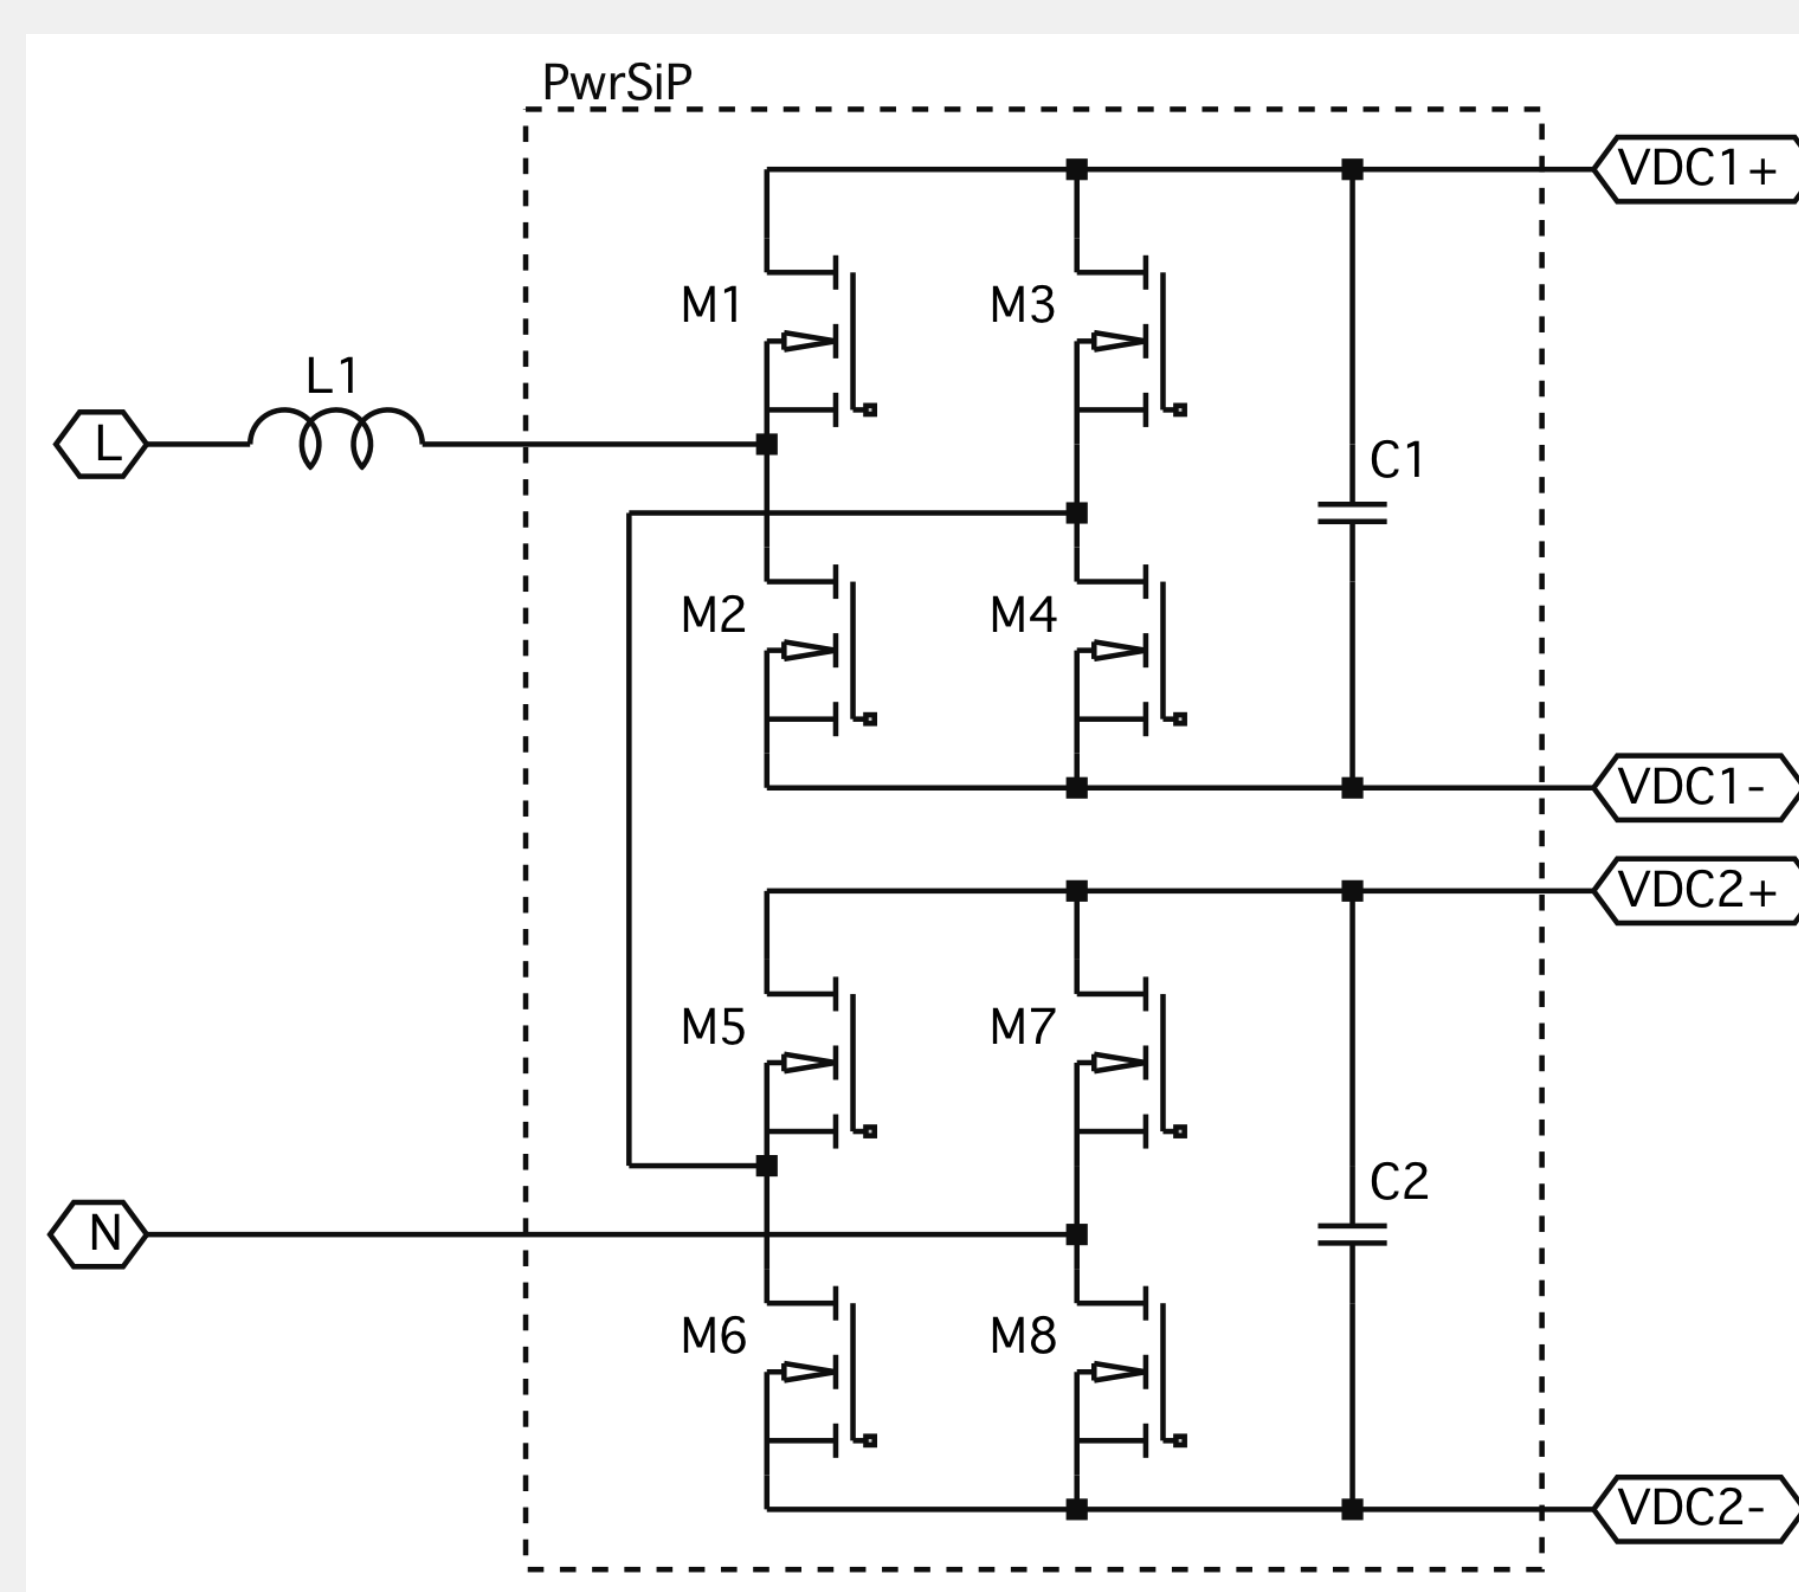 PwrSiP
VDC1+
M1
M3
L1
L
C1
M2
M4
VDC1-
VDC2+
M5
M7
C2
N
M6
M8
VDC2-